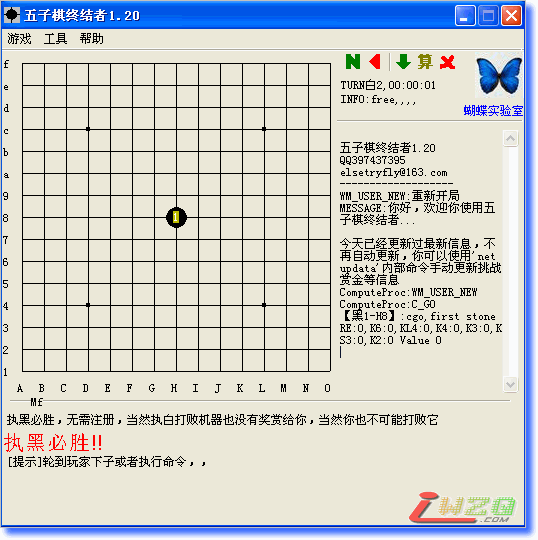 五子棋终结者1.20
游戏 工具 帮助
N 算
TURN白2,00:00:01
INFO:free,,,,
蝴蝶实验室
f
e
d
c
b
a
9
8
7
6
5
4
3
2
1
1
A B C D E F G H I J K L M N O
Mf
五子棋终结者1.20
QQ397437395
elsetryfly@163.com
-------------------
WM_USER_NEW:重新开局
MESSAGE:你好，欢迎你使用五
子棋终结者...
今天已经更新过最新信息，不
再自动更新，你可以使用'net
updata'内部命令手动更新挑战
赏金等信息
ComputeProc:WM_USER_NEW
ComputeProc:C_GO
【黑1-H8】:cgo,first stone
RE:0,K6:0,KL4:0,K4:0,K3:0,K
S3:0,K2:0 Value 0
执黑必胜，无需注册，当然执白打败机器也没有奖赏给你，当然你也不可能打败它
执黑必胜!!
[提示]轮到玩家下子或者执行命令，，
.COM